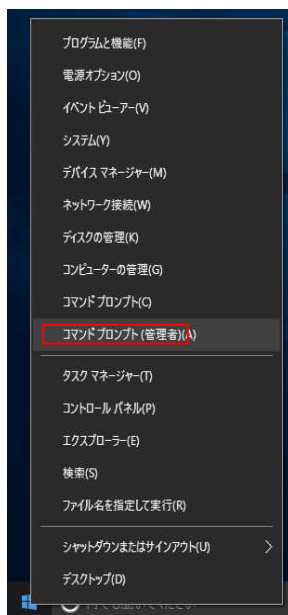 プログラムと機能(F)
電源オプション(O)
イベント ビューアー(V)
システム(Y)
デバイス マネージャー(M)
ネットワーク接続(W)
ディスクの管理(K)
コンピューターの管理(G)
コマンド プロンプト(C)
コマンド プロンプト (管理者)(A)
タスク マネージャー(T)
コントロール パネル(P)
エクスプローラー(E)
検索(S)
ファイル名を指定して実行(R)
シャットダウンまたはサインアウト(U)
デスクトップ(D)